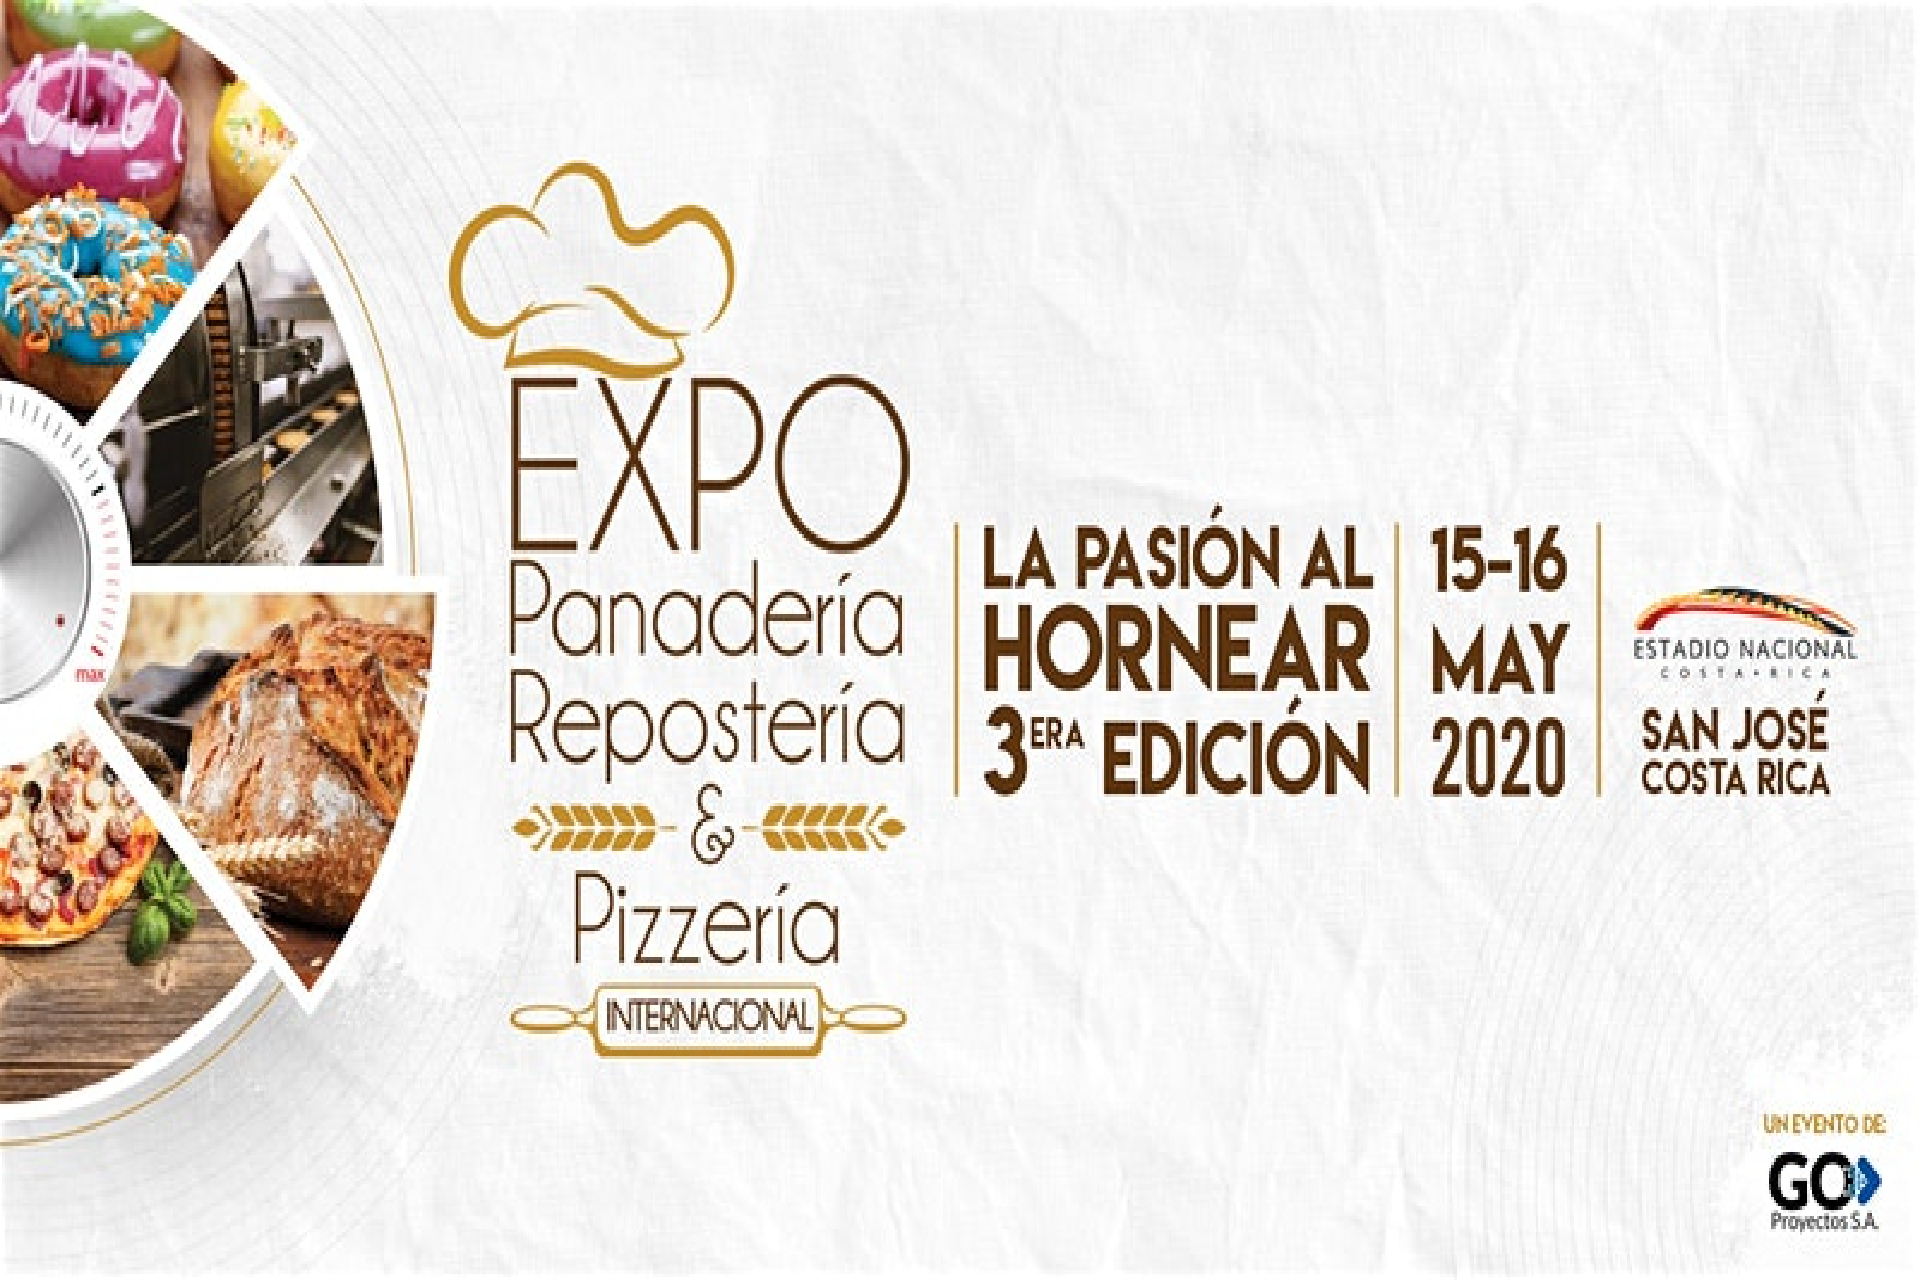 EXPO
Panadería
Repostería
&
Pizzería
INTERNACIONAL
LA PASIÓN AL
HORNEAR
3ERA EDICIÓN
15-16
MAY
2020
ESTADIO NACIONAL
COSTA • RICA
SAN JOSÉ
COSTA RICA
max
UN EVENTO DE:
GO
Proyectos S.A.